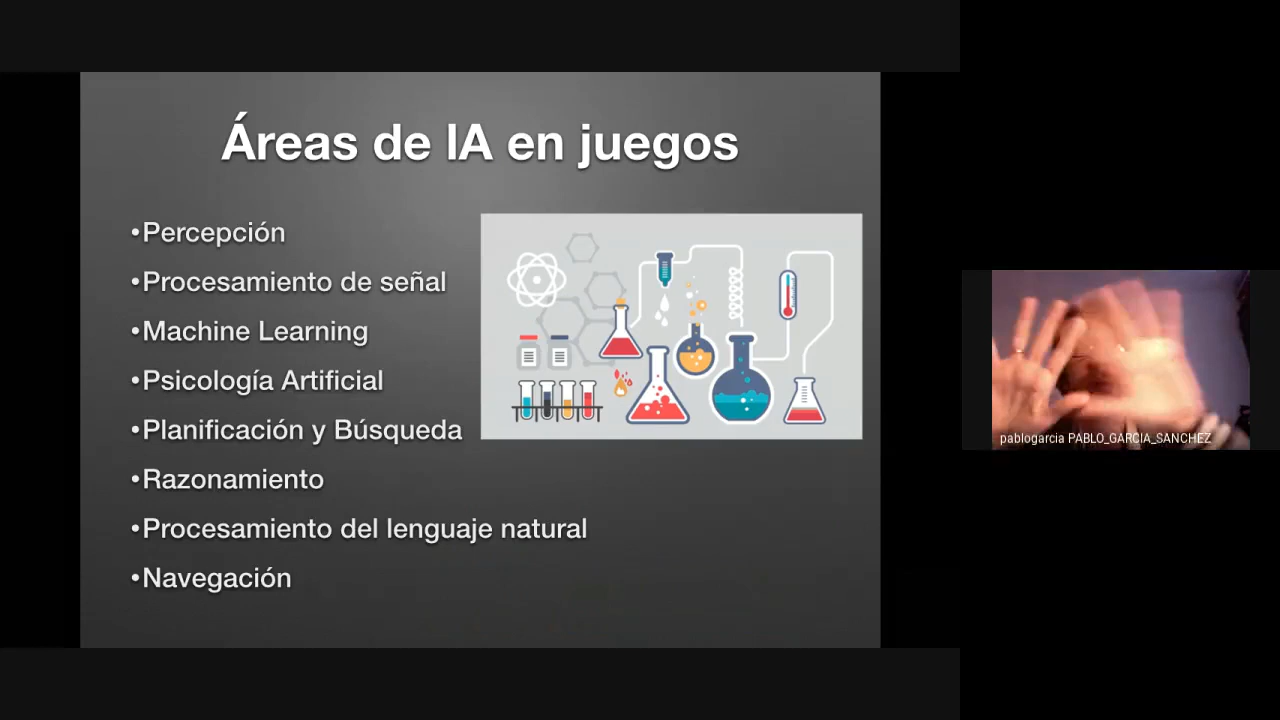 Áreas de IA en juegos
•Percepción
•Procesamiento de señal
•Machine Learning
•Psicología Artificial
•Planificación y Búsqueda
•Razonamiento
•Procesamiento del lenguaje natural
•Navegación
pablogarcia PABLO_GARCIA_SANCHEZ